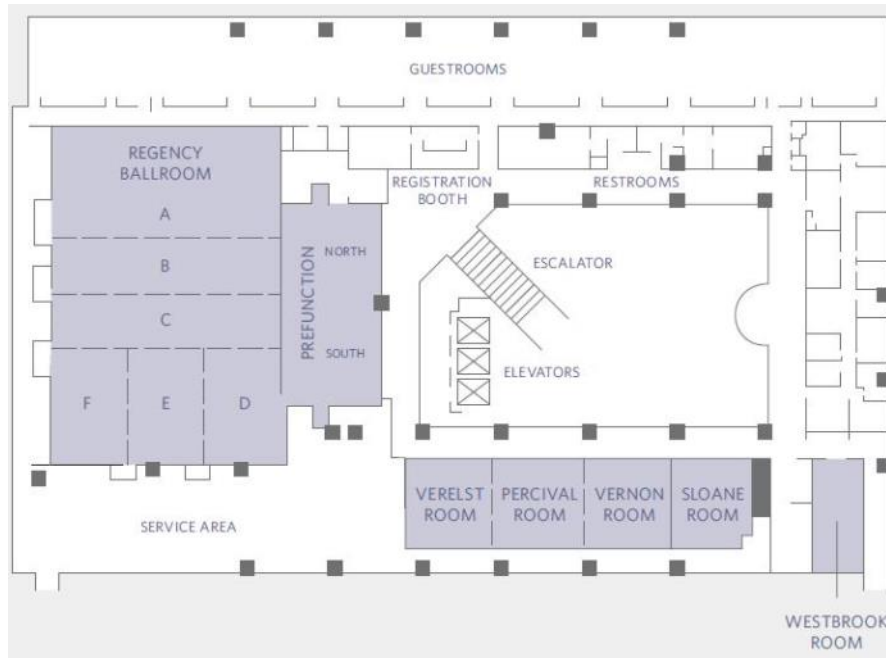 GUESTROOMS
REGENCY
BALLROOM
A
B
C
F
E
D
PREFUNCTION
NORTH
SOUTH
REGISTRATION
BOOTH
RESTROOMS
ESCALATOR
ELEVATORS
VERELST
ROOM
PERCIVAL
ROOM
VERNON
ROOM
SLOANE
ROOM
SERVICE AREA
WESTBROOK
ROOM